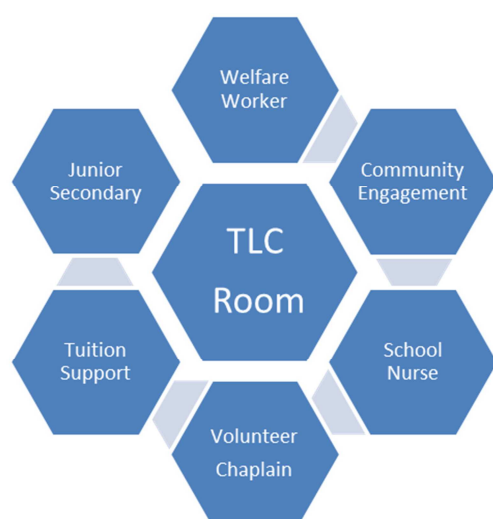 Welfare
Worker
Junior
Secondary
Community
Engagement
TLC
Room
Tuition
Support
School
Nurse
Volunteer
Chaplain